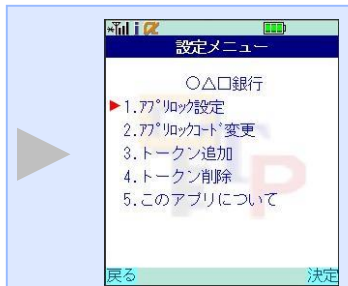 設定メニュー
○△□銀行
1.ｱﾌﾟﾘﾛｯｸ設定
2.ｱﾌﾟﾘﾛｯｸｺｰﾄﾞ変更
3.トークン追加
4.トークン削除
5.このアプリについて
戻る 決定